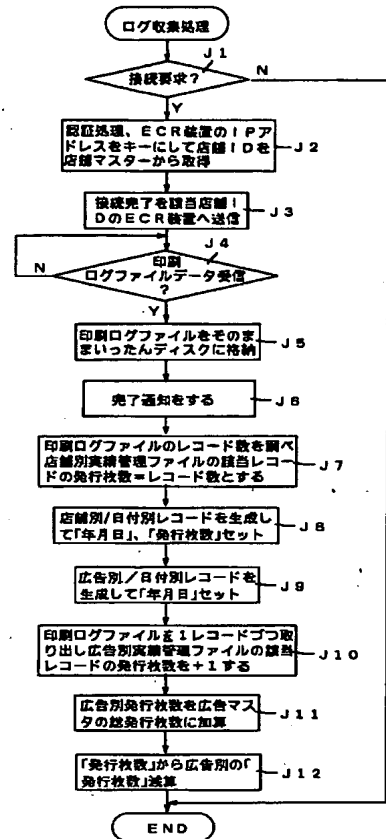 ログ収集処理
J1
接続要求?
N
Y
認証処理、ECR装置のIPア
ドレスをキーにして店舗IDを
店舗マスターから取得
J2
接続完了を該当店舗I
DのECR装置へ送信
J3
J4
印刷
ログファイルデータ受信
?
N
Y
印刷ログファイルをそのま
まいったんディスクに格納
J5
完了通知をする
J6
印刷ログファイルのレコード数を調べ
店舗別実績管理ファイルの該当レコー
ドの発行枚数=レコード数とする
J7
店舗別/日付別レコードを生成し
て「年月日」、「発行枚数」セット
J8
広告別/日付別レコードを
生成して「年月日」セット
J9
印刷ログファイルを1レコードづつ取
り出し広告別実績管理ファイルの該当
レコードの発行枚数を+1する
J10
広告別発行枚数を広告マス
タの総発行枚数に加算
J11
「発行枚数」から広告別の「
発行枚数」減算
J12
END